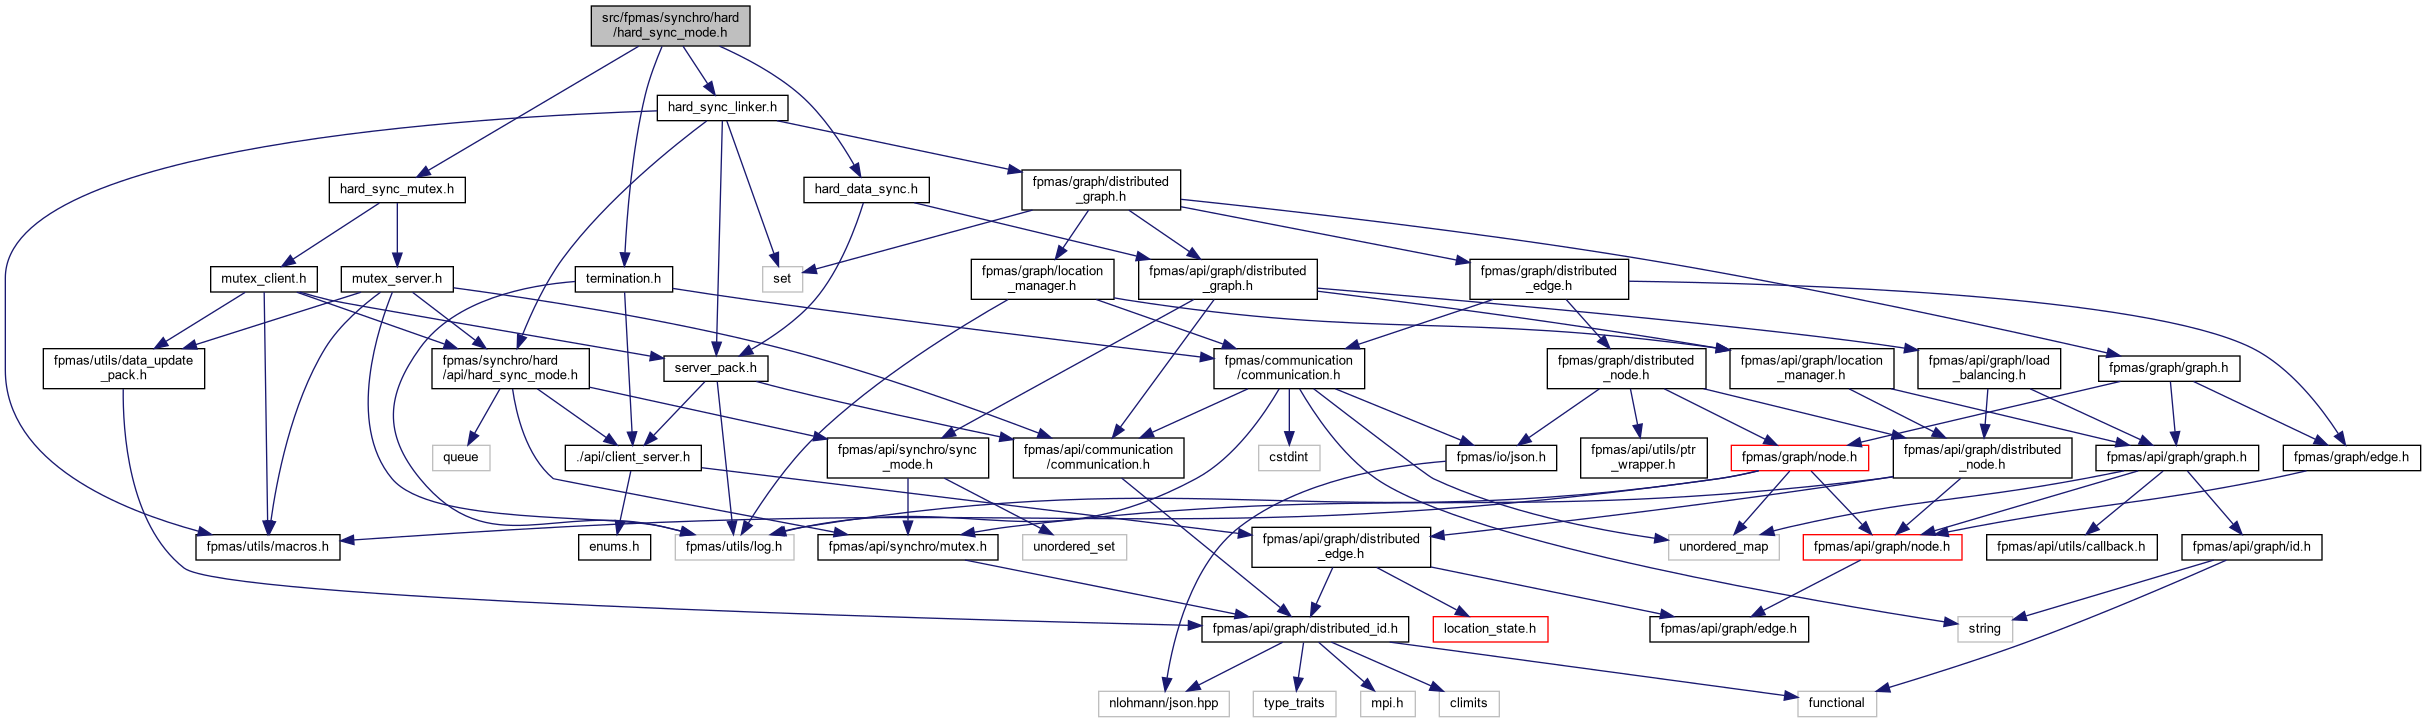 src/fpmas/synchro/hard
/hard_sync_mode.h
hard_sync_linker.h
hard_sync_mutex.h
hard_data_sync.h
fpmas/graph/distributed
_graph.h
mutex_client.h
mutex_server.h
termination.h
set
fpmas/graph/location
_manager.h
fpmas/api/graph/distributed
_graph.h
fpmas/graph/distributed
_edge.h
fpmas/utils/data_update
_pack.h
fpmas/synchro/hard
/api/hard_sync_mode.h
server_pack.h
fpmas/communication
/communication.h
fpmas/graph/distributed
_node.h
fpmas/api/graph/location
_manager.h
fpmas/api/graph/load
_balancing.h
fpmas/graph/graph.h
queue
./api/client_server.h
fpmas/api/synchro/sync
_mode.h
fpmas/api/communication
/communication.h
cstdint
fpmas/io/json.h
fpmas/api/utils/ptr
_wrapper.h
fpmas/graph/node.h
fpmas/api/graph/distributed
_node.h
fpmas/api/graph/graph.h
fpmas/graph/edge.h
fpmas/utils/macros.h
enums.h
fpmas/utils/log.h
fpmas/api/synchro/mutex.h
unordered_set
fpmas/api/graph/distributed
_edge.h
unordered_map
fpmas/api/graph/node.h
fpmas/api/utils/callback.h
fpmas/api/graph/id.h
fpmas/api/graph/distributed_id.h
location_state.h
fpmas/api/graph/edge.h
string
nlohmann/json.hpp
type_traits
mpi.h
climits
functional